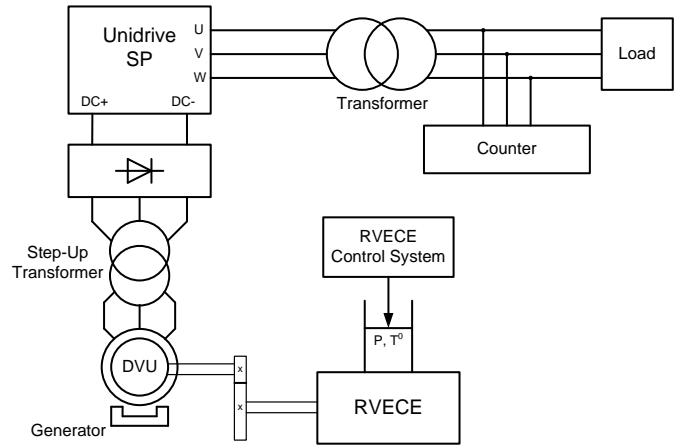 Unidrive
SP
U
V
W
DC+
DC-
Transformer
Load
Counter
Step-Up
Transformer
RVECE
Control System
P, T⁰
DVU
x
x
RVECE
Generator